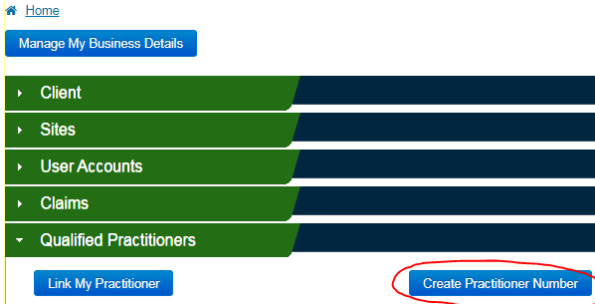 Home
Manage My Business Details
Client
Sites
User Accounts
Claims
Qualified Practitioners
Link My Practitioner Create Practitioner Number